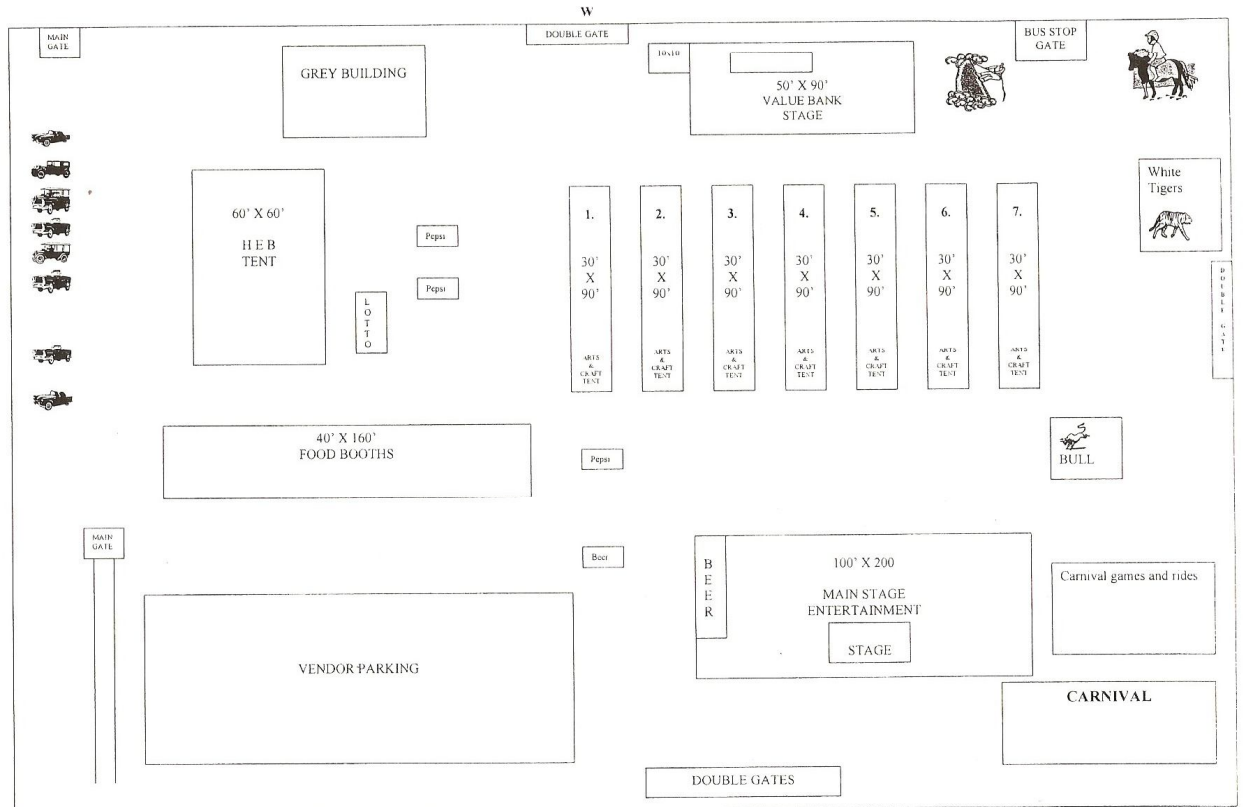 W
MAIN
GATE
DOUBLE GATE
BUS STOP
GATE
GREY BUILDING
10x10
50' X 90'
VALUE BANK
STAGE
White
Tigers
60' X 60'
H E B
TENT
Pepsi
Pepsi
L
O
T
T
O
1.
30'
X
90'
ARTS
&
CRAFT
TENT
2.
30'
X
90'
ARTS
&
CRAFT
TENT
3.
30'
X
90'
ARTS
&
CRAFT
TENT
4.
30'
X
90'
ARTS
&
CRAFT
TENT
5.
30'
X
90'
ARTS
&
CRAFT
TENT
6.
30'
X
90'
ARTS
&
CRAFT
TENT
7.
30'
X
90'
ARTS
&
CRAFT
TENT
D
O
U
B
L
E
G
A
T
E
40' X 160'
FOOD BOOTHS
Pepsi
BULL
MAIN
GATE
Beer
B
E
E
R
100' X 200
MAIN STAGE
ENTERTAINMENT
STAGE
Carnival games and rides
VENDOR PARKING
CARNIVAL
DOUBLE GATES